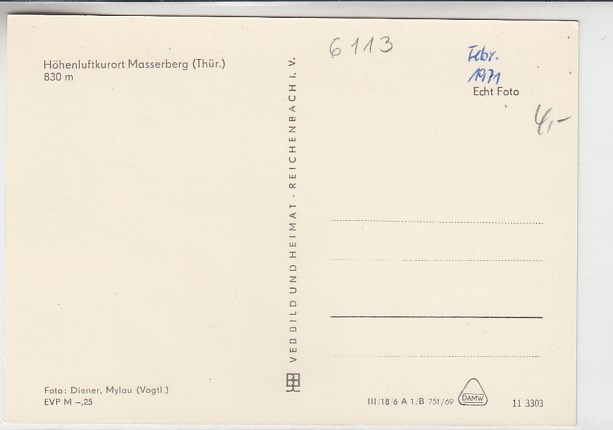 Höhenluftkurort Masserberg (Thür.)
830 m
6113
Febr.
1971
Echt Foto
4,-
VEB BILD UND HEIMAT · REICHENBACH I. V.
Foto: Diener, Mylau (Vogtl.)
EVP M -,25
III/18/6 A 1/B 751/69
DAMW
11 3303